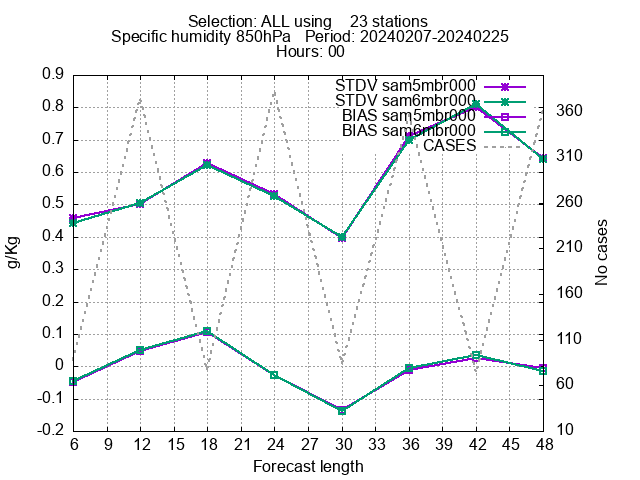 Selection: ALL using    23 stations
Specific humidity 850hPa   Period: 20240207-20240225
Hours: 00
STDV sam5mbr000
STDV sam6mbr000
BIAS sam5mbr000
BIAS sam6mbr000
CASES
g/Kg
0.9
0.8
0.7
0.6
0.5
0.4
0.3
0.2
0.1
0
-0.1
-0.2
360
310
260
210
160
110
60
10
No cases
6 9 12 15 18 21 24 27 30 33 36 39 42 45 48
Forecast length